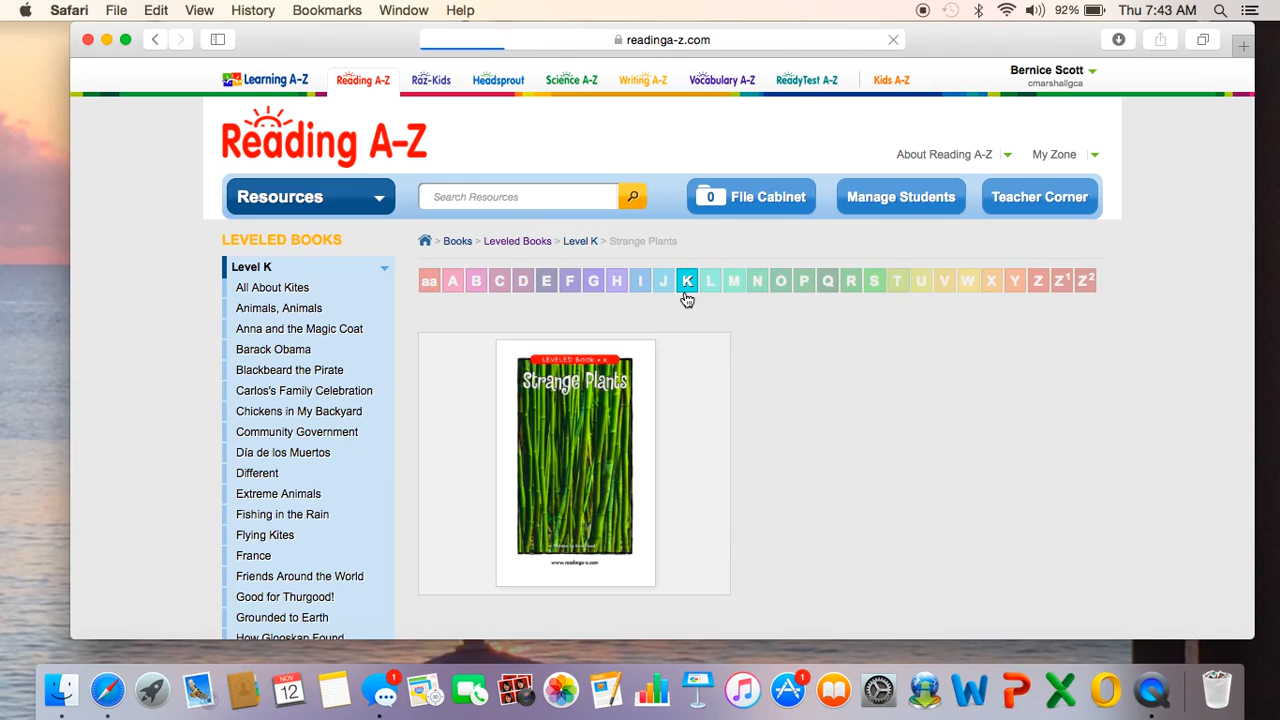 Safari File Edit View History Bookmarks Window Help 92% Thu 7:43 AM
readinga-z.com
Learning A-Z Reading A-Z Raz-Kids Headsprout Science A-Z Writing A-Z Vocabulary A-Z ReadyTest A-Z Kids A-Z Bernice Scott
cmarshallgca
Reading A-Z
About Reading A-Z My Zone
Resources Search Resources 0 File Cabinet Manage Students Teacher Corner
LEVELED BOOKS
> Books > Leveled Books > Level K > Strange Plants
Level K
aa A B C D E F G H I J K L M N O P Q R S T U V W X Y Z Z¹ Z²
All About Kites
Animals, Animals
Anna and the Magic Coat
Barack Obama
Blackbeard the Pirate
Carlos's Family Celebration
Chickens in My Backyard
Community Government
Día de los Muertos
Different
Extreme Animals
Fishing in the Rain
Flying Kites
France
Friends Around the World
Good for Thurgood!
Grounded to Earth
How Glooskap Found
LEVELED BOOK • K
Strange Plants
www.readinga-z.com
NOV
12
1
1